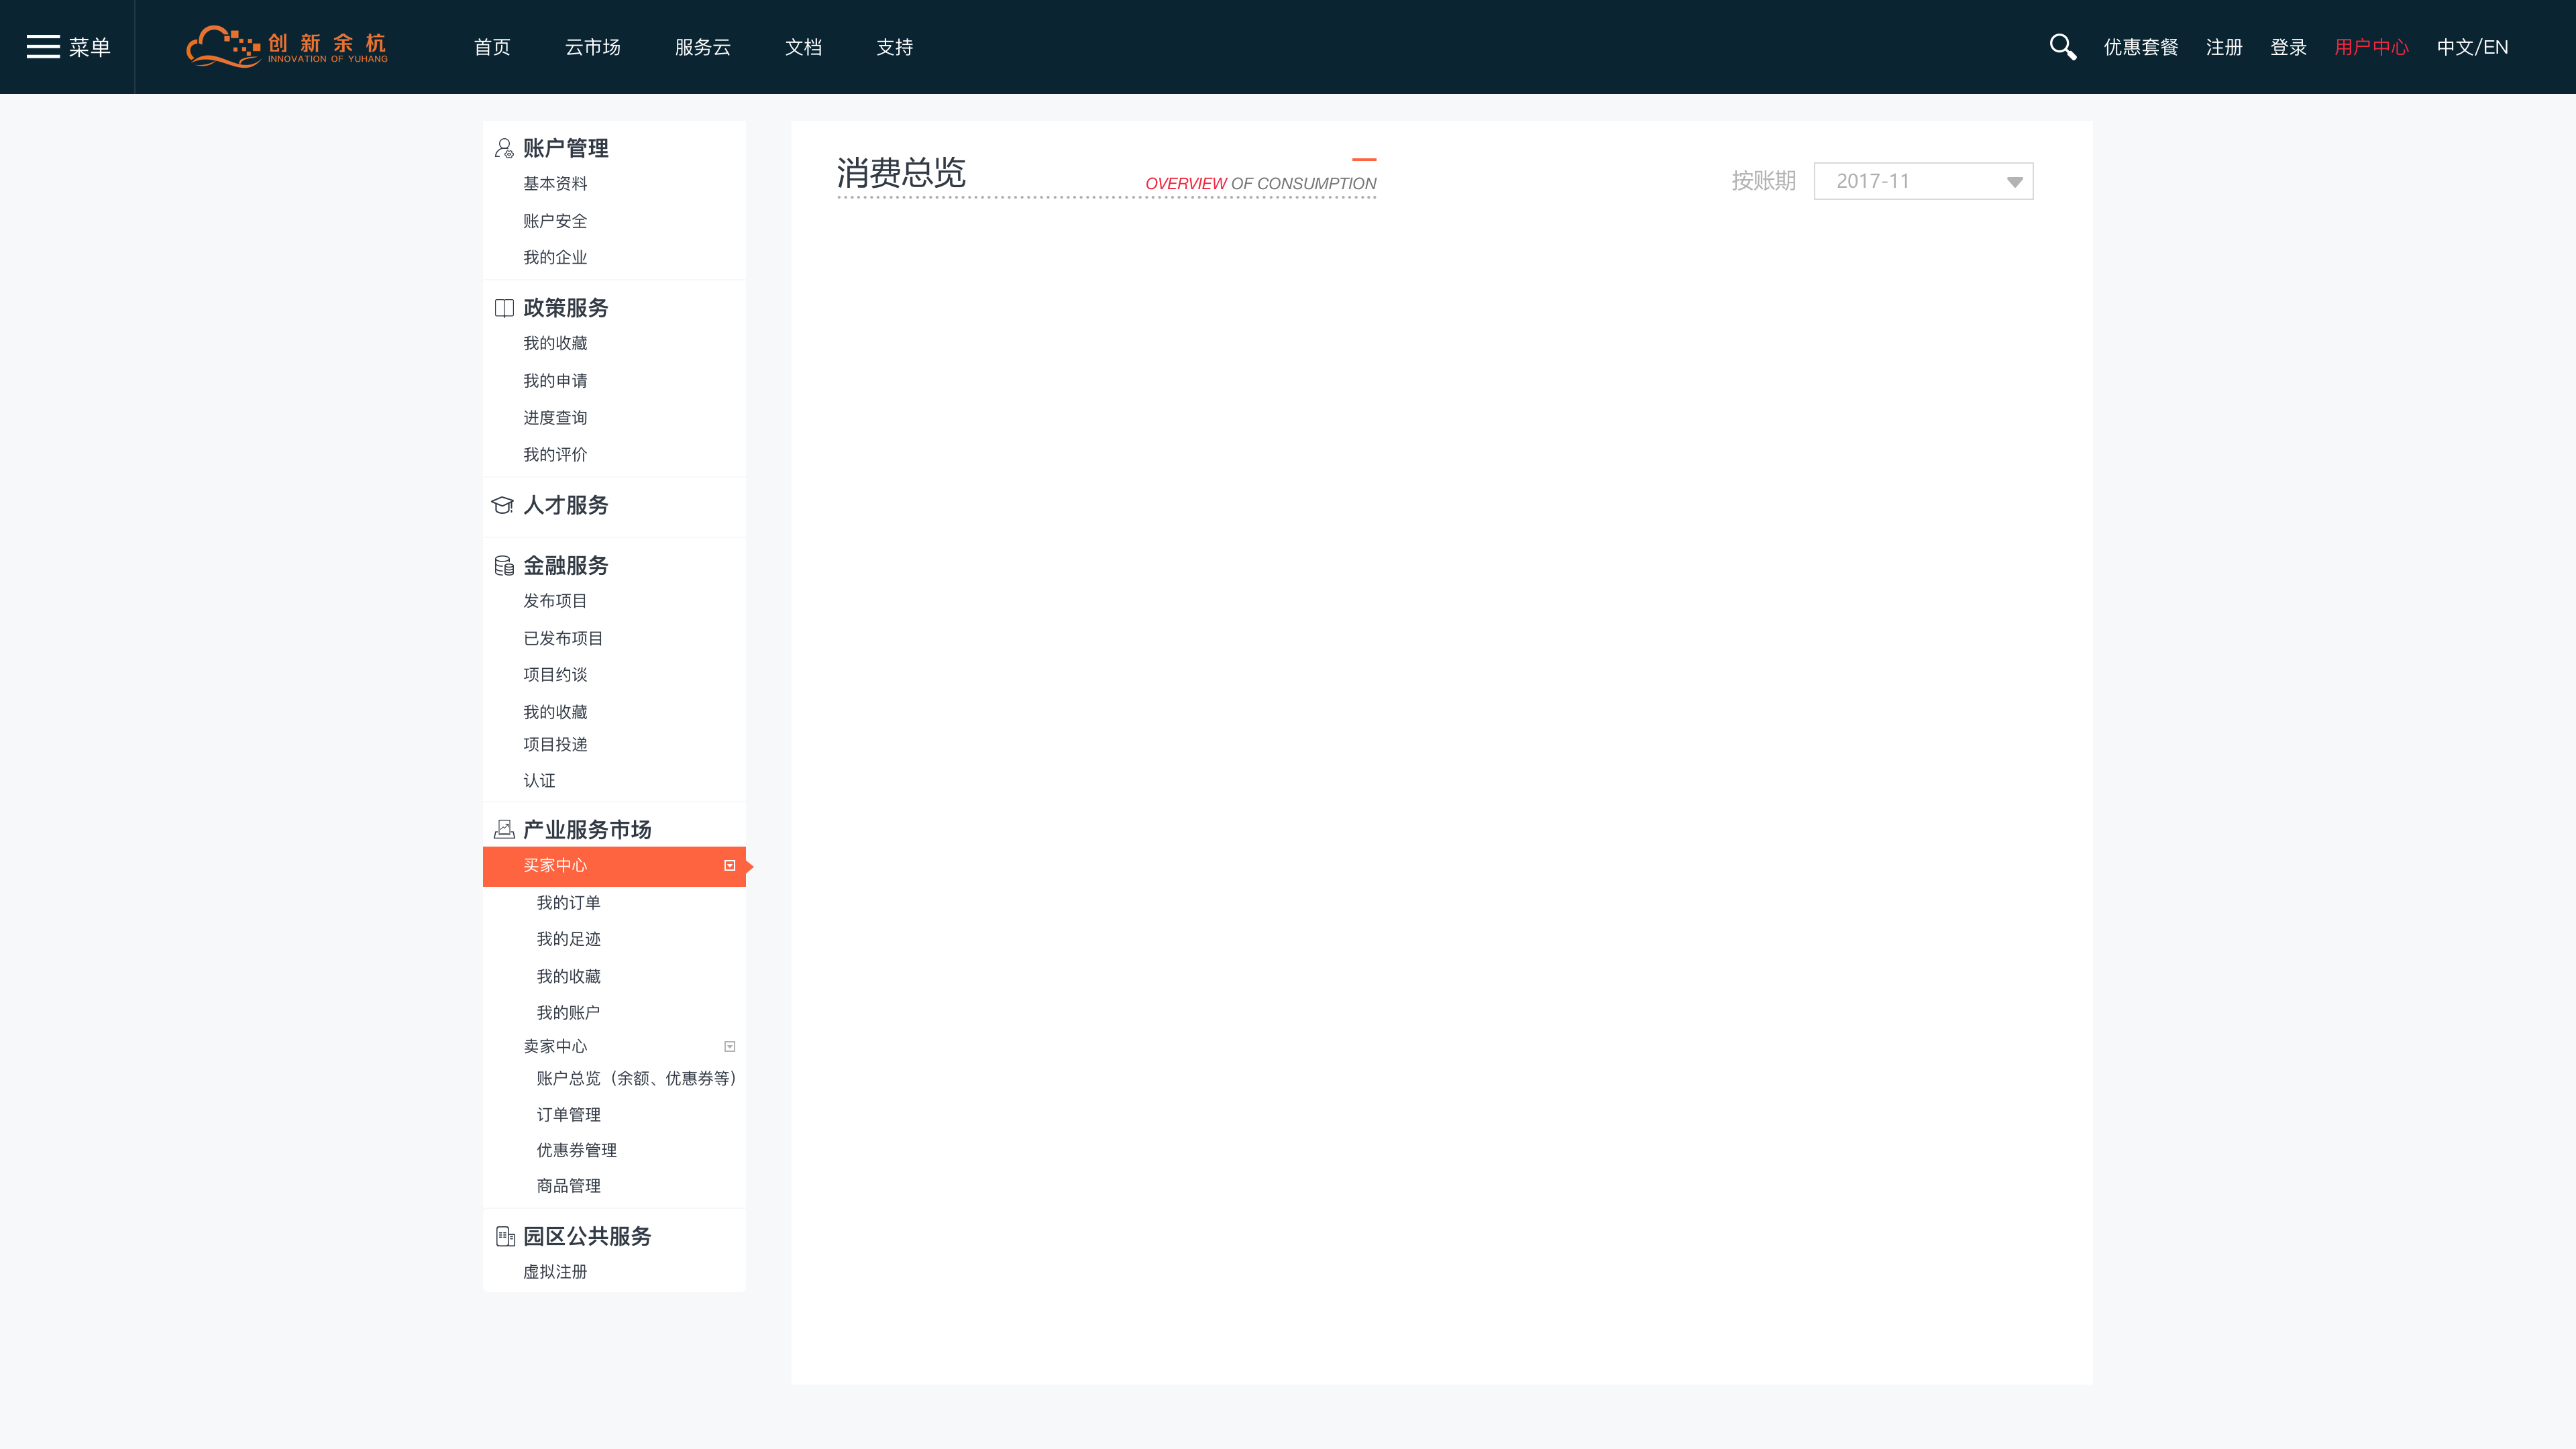 菜单
创新余杭
INNOVATION OF YUHANG
首页 云市场 服务云 文档 支持
优惠套餐 注册 登录 用户中心 中文/EN
账户管理
基本资料
账户安全
我的企业
政策服务
我的收藏
我的申请
进度查询
我的评价
人才服务
金融服务
发布项目
已发布项目
项目约谈
我的收藏
项目投递
认证
产业服务市场
买家中心
我的订单
我的足迹
我的收藏
我的账户
卖家中心
账户总览（余额、优惠券等）
订单管理
优惠券管理
商品管理
园区公共服务
虚拟注册
消费总览
OVERVIEW OF CONSUMPTION
按账期 2017-11